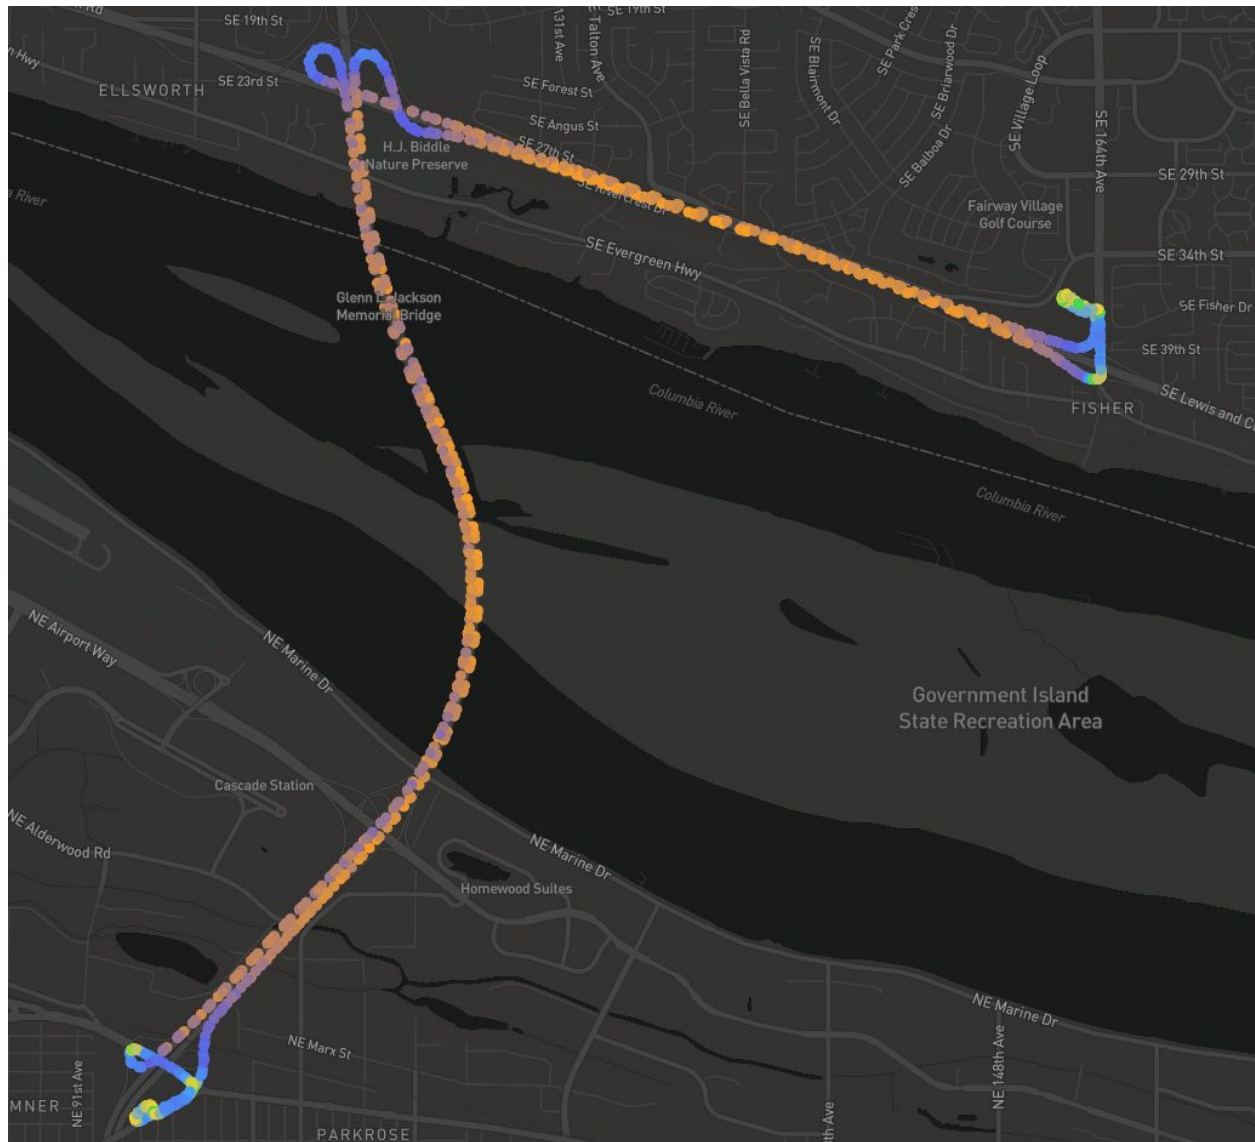 Rd
SE 19th St
131st Ave
SE Talton Ave
SE 19th St
SE Bella Vista Rd
SE Blairmont Dr
SE Park Cres
SE Briarwood Dr
SE Village Loop
Hwy
SE 23rd St
ELLSWORTH
SE Forest St
SE Angus St
SE 27th St
SE Balboa Dr
SE 164th Ave
H.J. Biddle
Nature Preserve
SE Rivercrest Dr
SE 29th St
Fairway Village
Golf Course
River
SE Evergreen Hwy
SE 34th St
Glenn L Jackson
Memorial Bridge
SE Fisher Dr
SE 39th St
Columbia River
FISHER
SE Lewis and C
Columbia River
NE Airport Way
NE Marine Dr
Government Island
State Recreation Area
Cascade Station
NE Alderwood Rd
NE Marine Dr
Homewood Suites
NE Marine Dr
NE Marx St
NE 91st Ave
NE 148th Ave
MNER
PARKROSE
th Ave